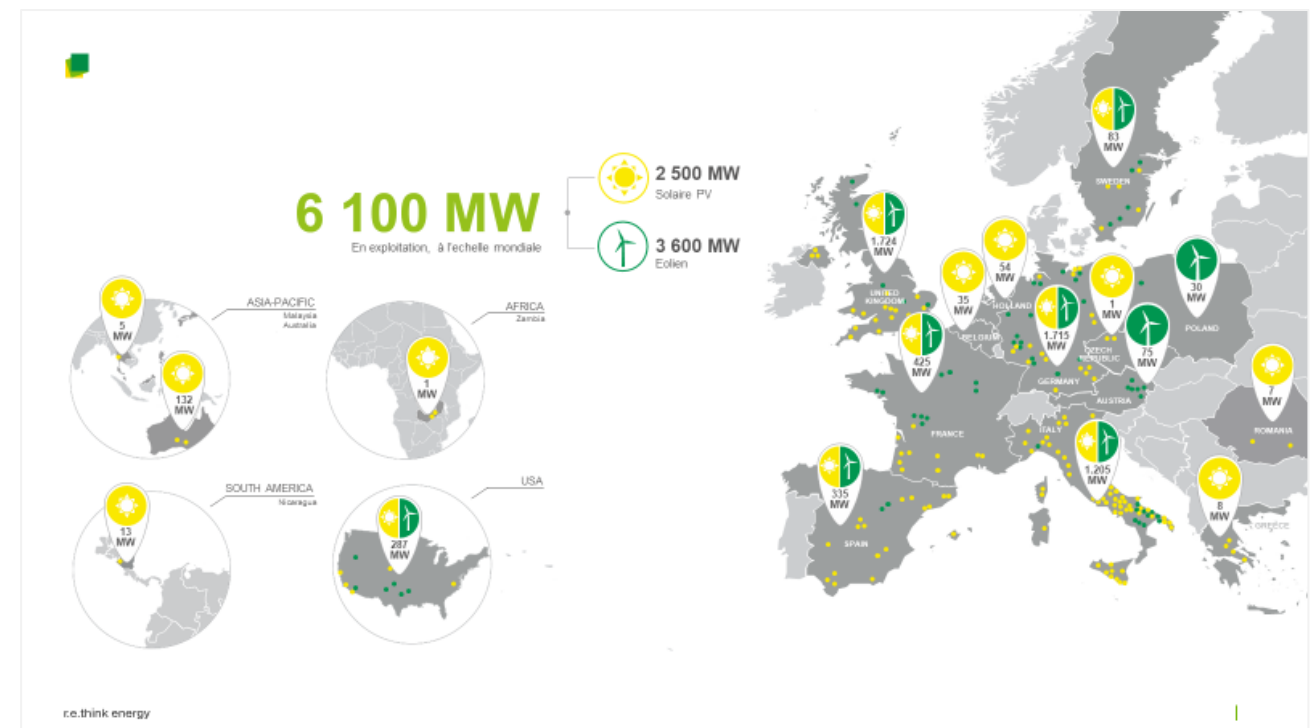 6 100 MW
En exploitation, à l'echelle mondiale
2 500 MW
Solaire PV
3 600 MW
Eolien
ASIA-PACIFIC
Malaysia
Australia
5
MW
132
MW
AFRICA
Zambia
1
MW
SOUTH AMERICA
Nicaragua
13
MW
USA
287
MW
83
MW
SWEDEN
1.724
MW
UNITED
KINGDOM
54
MW
HOLLAND
35
MW
BELGIUM
30
MW
POLAND
1
MW
CZECH
REPUBLIC
1.715
MW
GERMANY
75
MW
AUSTRIA
425
MW
FRANCE
7
MW
ROMANIA
ITALY
1.205
MW
335
MW
SPAIN
8
MW
GREECE
r.e.think energy